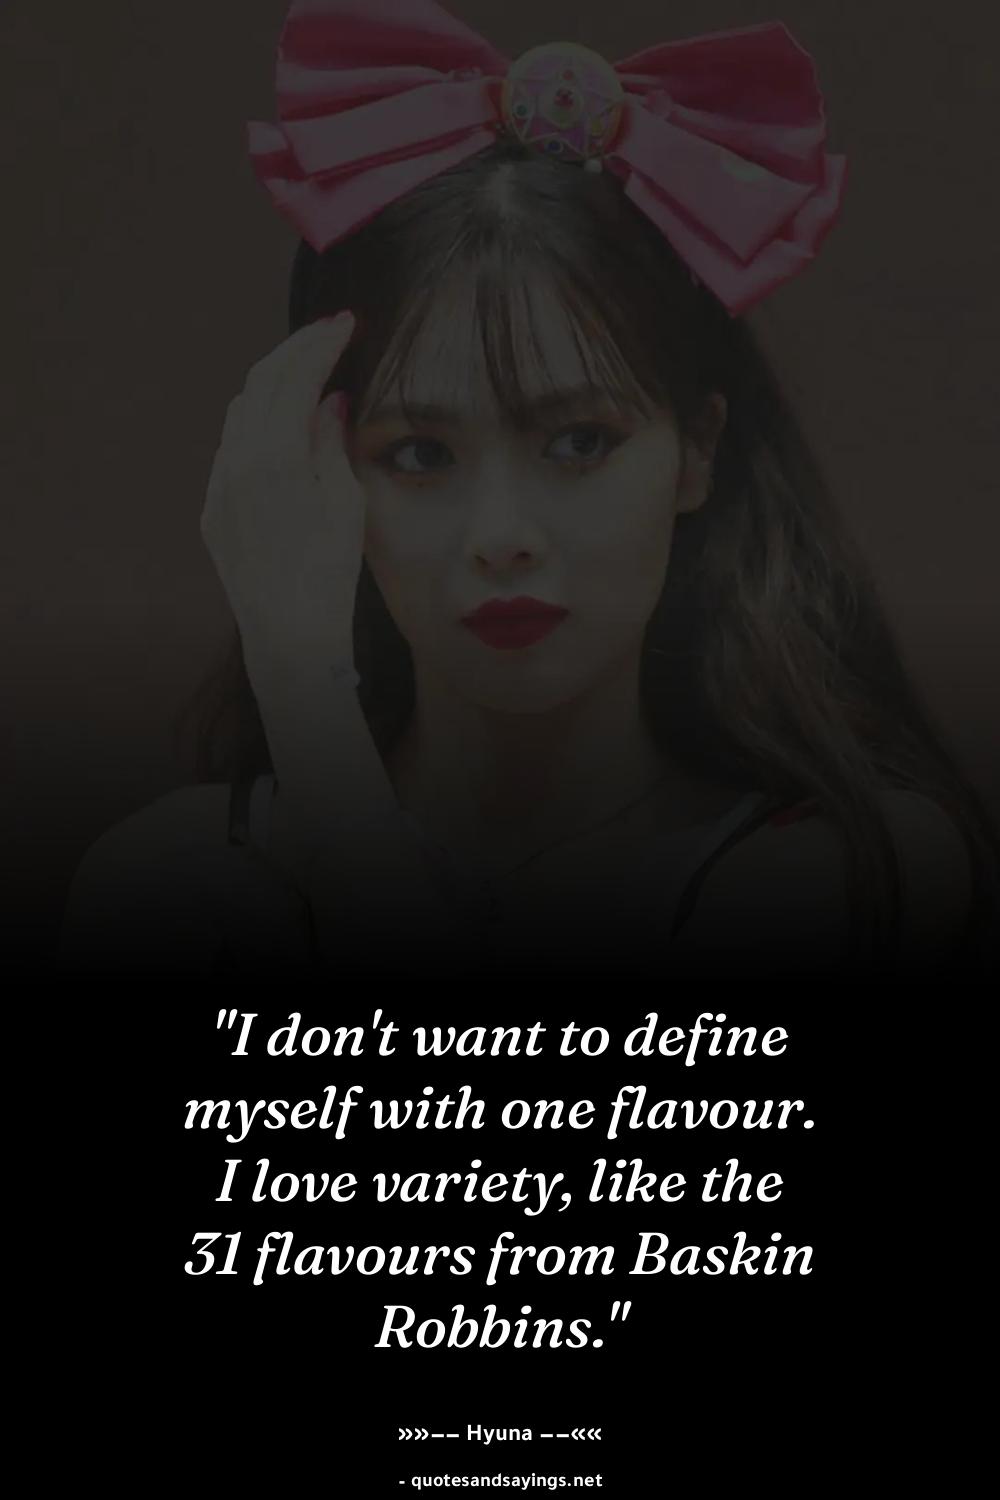 "I don't want to define
myself with one flavour.
I love variety, like the
31 flavours from Baskin
Robbins."
»»–– Hyuna ––««
- quotesandsayings.net